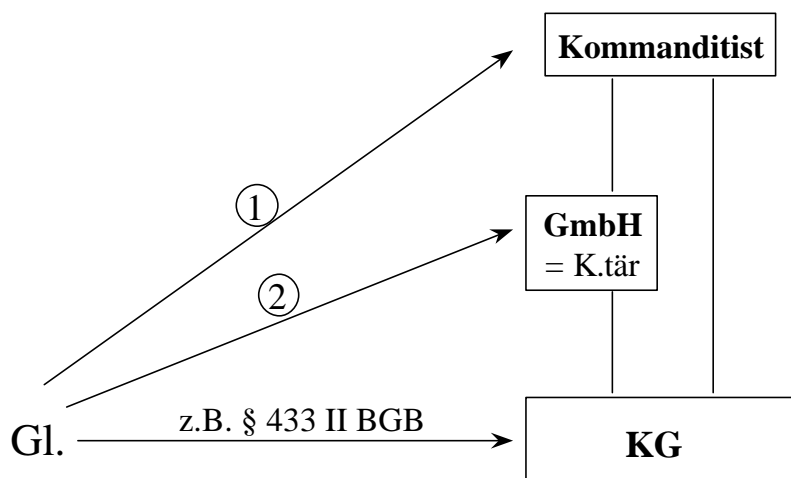 Kommanditist
1
GmbH
= K.tär
2
z.B. § 433 II BGB
Gl.
KG